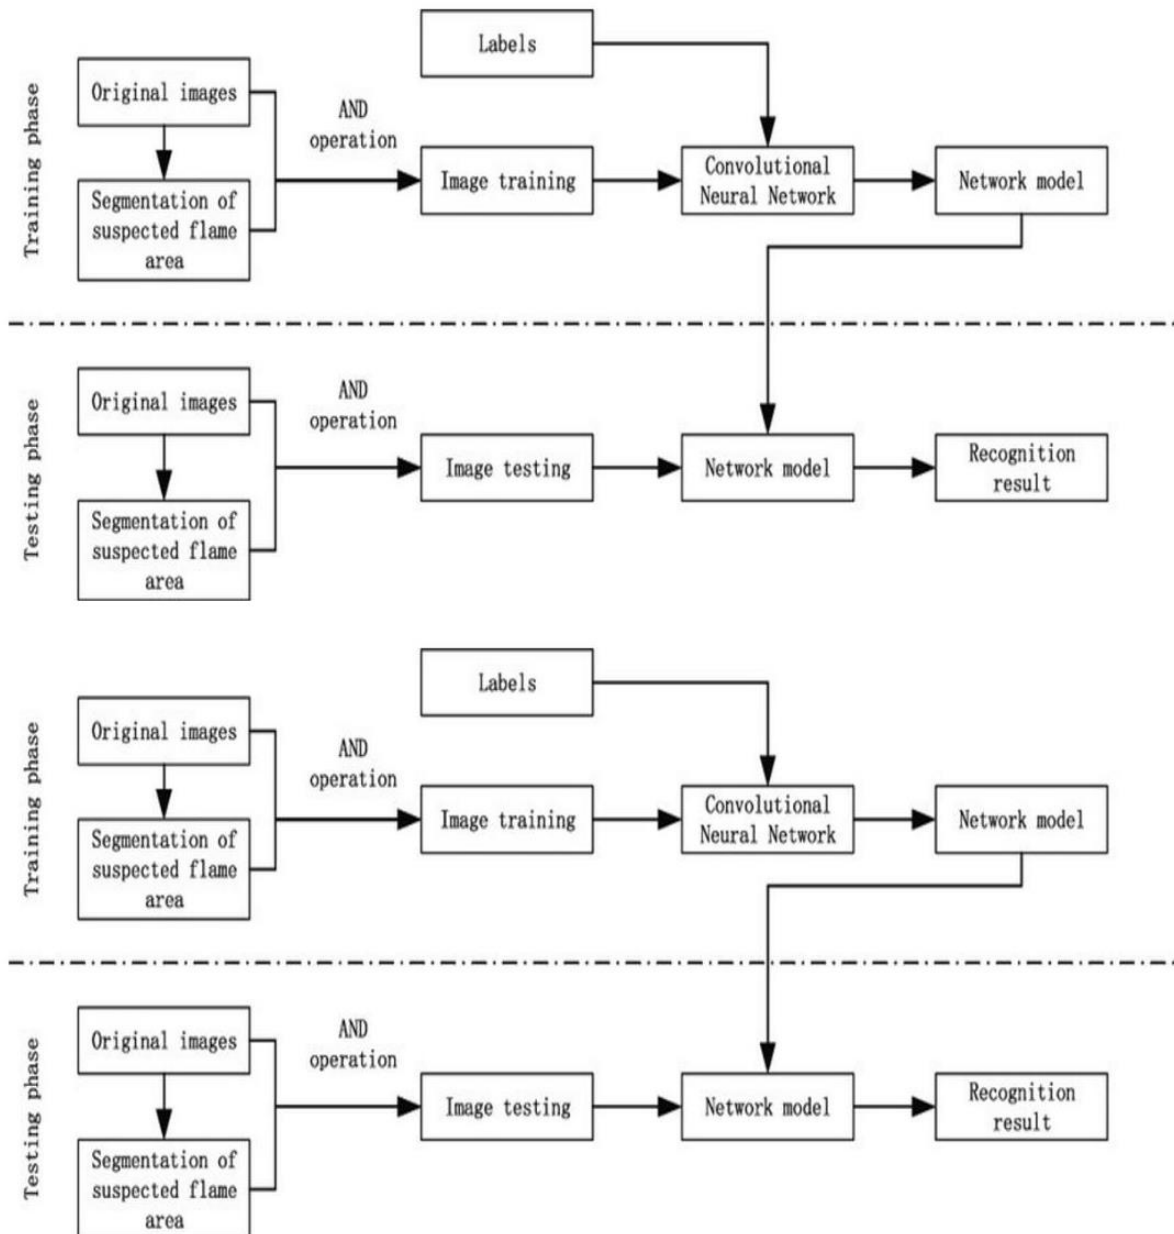 Labels
Training phase
Original images
AND
operation
Segmentation of
suspected flame
area
Image training
Convolutional
Neural Network
Network model
Testing phase
Original images
AND
operation
Segmentation of
suspected flame
area
Image testing
Network model
Recognition
result
Labels
Training phase
Original images
AND
operation
Segmentation of
suspected flame
area
Image training
Convolutional
Neural Network
Network model
Testing phase
Original images
AND
operation
Segmentation of
suspected flame
area
Image testing
Network model
Recognition
result